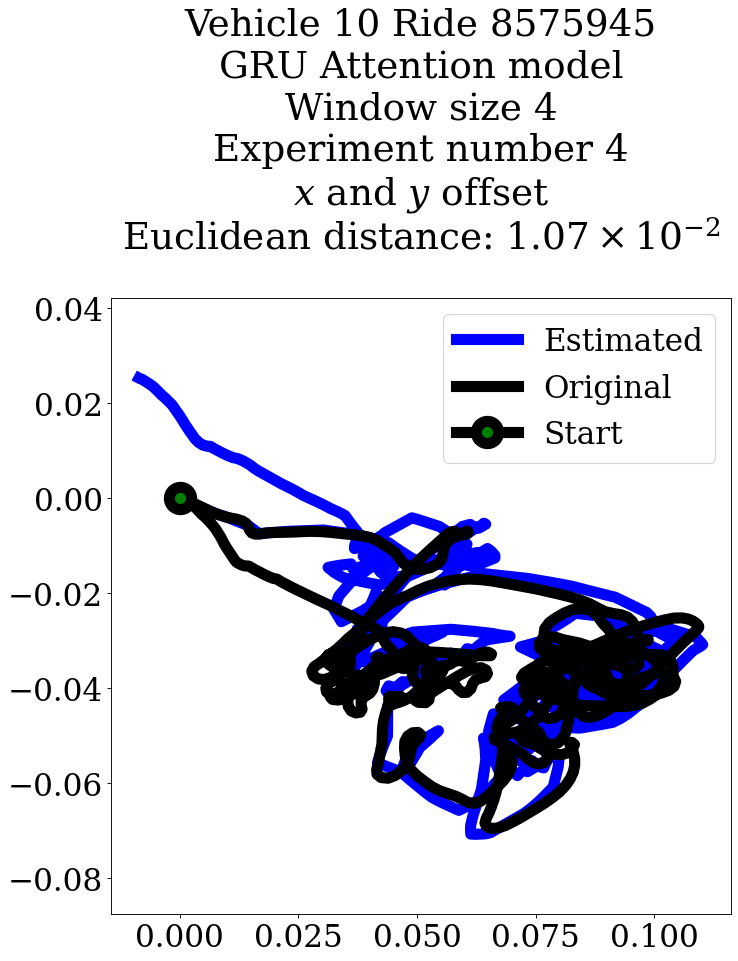 Vehicle 10 Ride 8575945
GRU Attention model
Window size 4
Experiment number 4
x and y offset
Euclidean distance: 1.07 × 10⁻²
0.04
0.02
0.00
−0.02
−0.04
−0.06
−0.08
Estimated
Original
Start
0.000 0.025 0.050 0.075 0.100